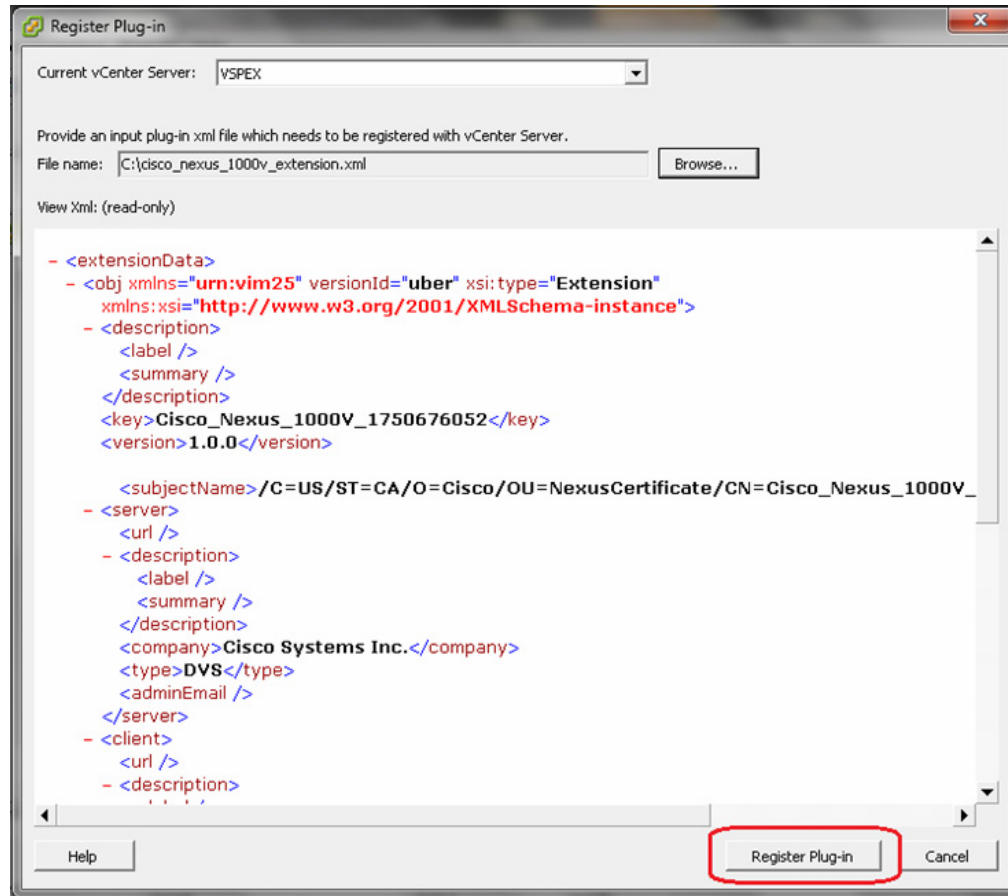 Register Plug-in
Current vCenter Server: VSPEX
Provide an input plug-in xml file which needs to be registered with vCenter Server.
File name: C:\cisco_nexus_1000v_extension.xml Browse...
View Xml: (read-only)
- <extensionData>
- <obj xmlns="urn:vim25" versionId="uber" xsi:type="Extension"
xmlns:xsi="http://www.w3.org/2001/XMLSchema-instance">
- <description>
<label />
<summary />
</description>
<key>Cisco_Nexus_1000V_1750676052</key>
<version>1.0.0</version>
<subjectName>/C=US/ST=CA/O=Cisco/OU=NexusCertificate/CN=Cisco_Nexus_1000V_
- <server>
<url />
- <description>
<label />
<summary />
</description>
<company>Cisco Systems Inc.</company>
<type>DVS</type>
<adminEmail />
</server>
- <client>
<url />
- <description>
Help Register Plug-in Cancel